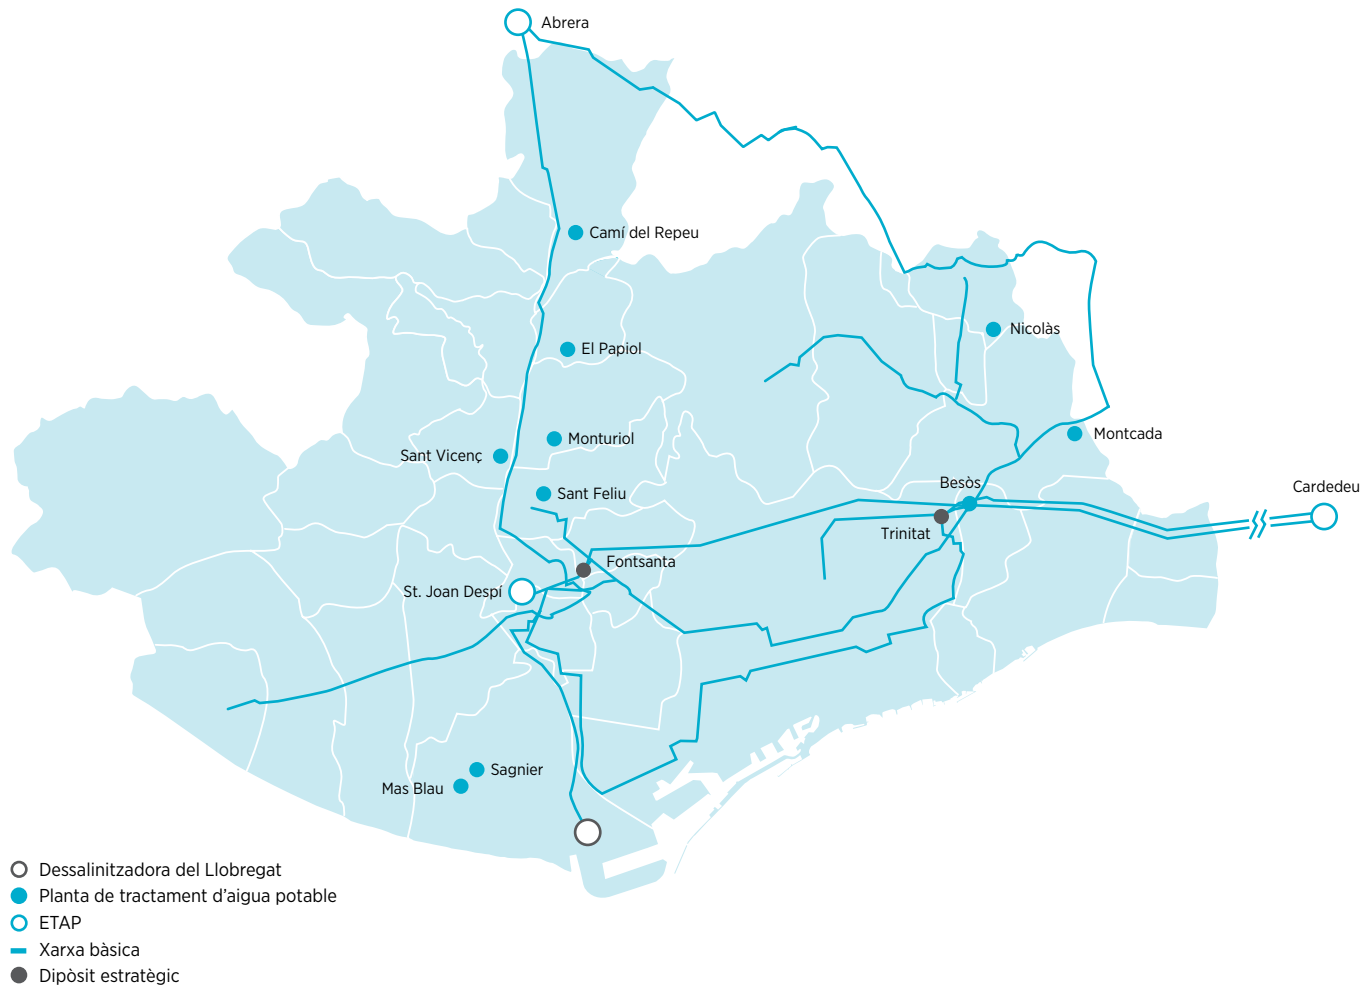 Abrera
Camí del Repeu
Nicolàs
El Papiol
Monturiol
Montcada
Sant Vicenç
Besòs
Cardedeu
Sant Feliu
Trinitat
Fontsanta
St. Joan Despí
Sagnier
Mas Blau
Dessalinitzadora del Llobregat
Planta de tractament d’aigua potable
ETAP
Xarxa bàsica
Dipòsit estratègic